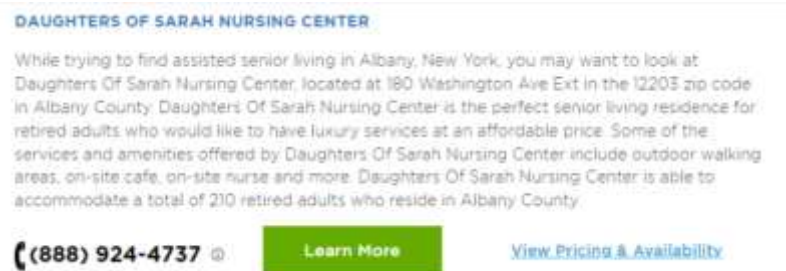 DAUGHTERS OF SARAH NURSING CENTER
While trying to find assisted senior living in Albany, New York, you may want to look at
Daughters Of Sarah Nursing Center, located at 180 Washington Ave Ext in the 12203 zip code
in Albany County. Daughters Of Sarah Nursing Center is the perfect senior living residence for
retired adults who would like to have luxury services at an affordable price. Some of the
services and amenities offered by Daughters Of Sarah Nursing Center include outdoor walking
areas, on-site cafe, on-site nurse and more. Daughters Of Sarah Nursing Center is able to
accommodate a total of 210 retired adults who reside in Albany County.
(888) 924-4737 Learn More View Pricing & Availability